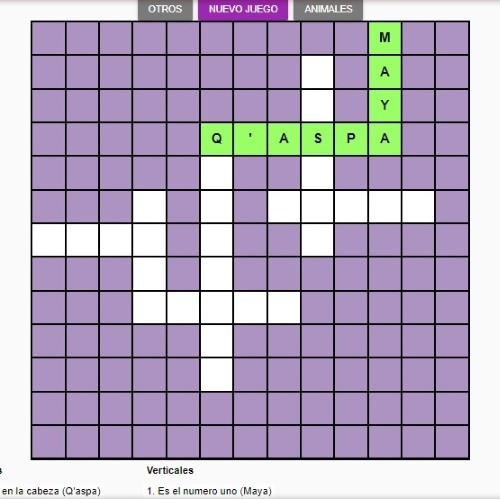 OTROS NUEVO JUEGO ANIMALES
M
A
Y
Q ' A S P A
s Verticales
en la cabeza (Q'aspa) 1. Es el numero uno (Maya)